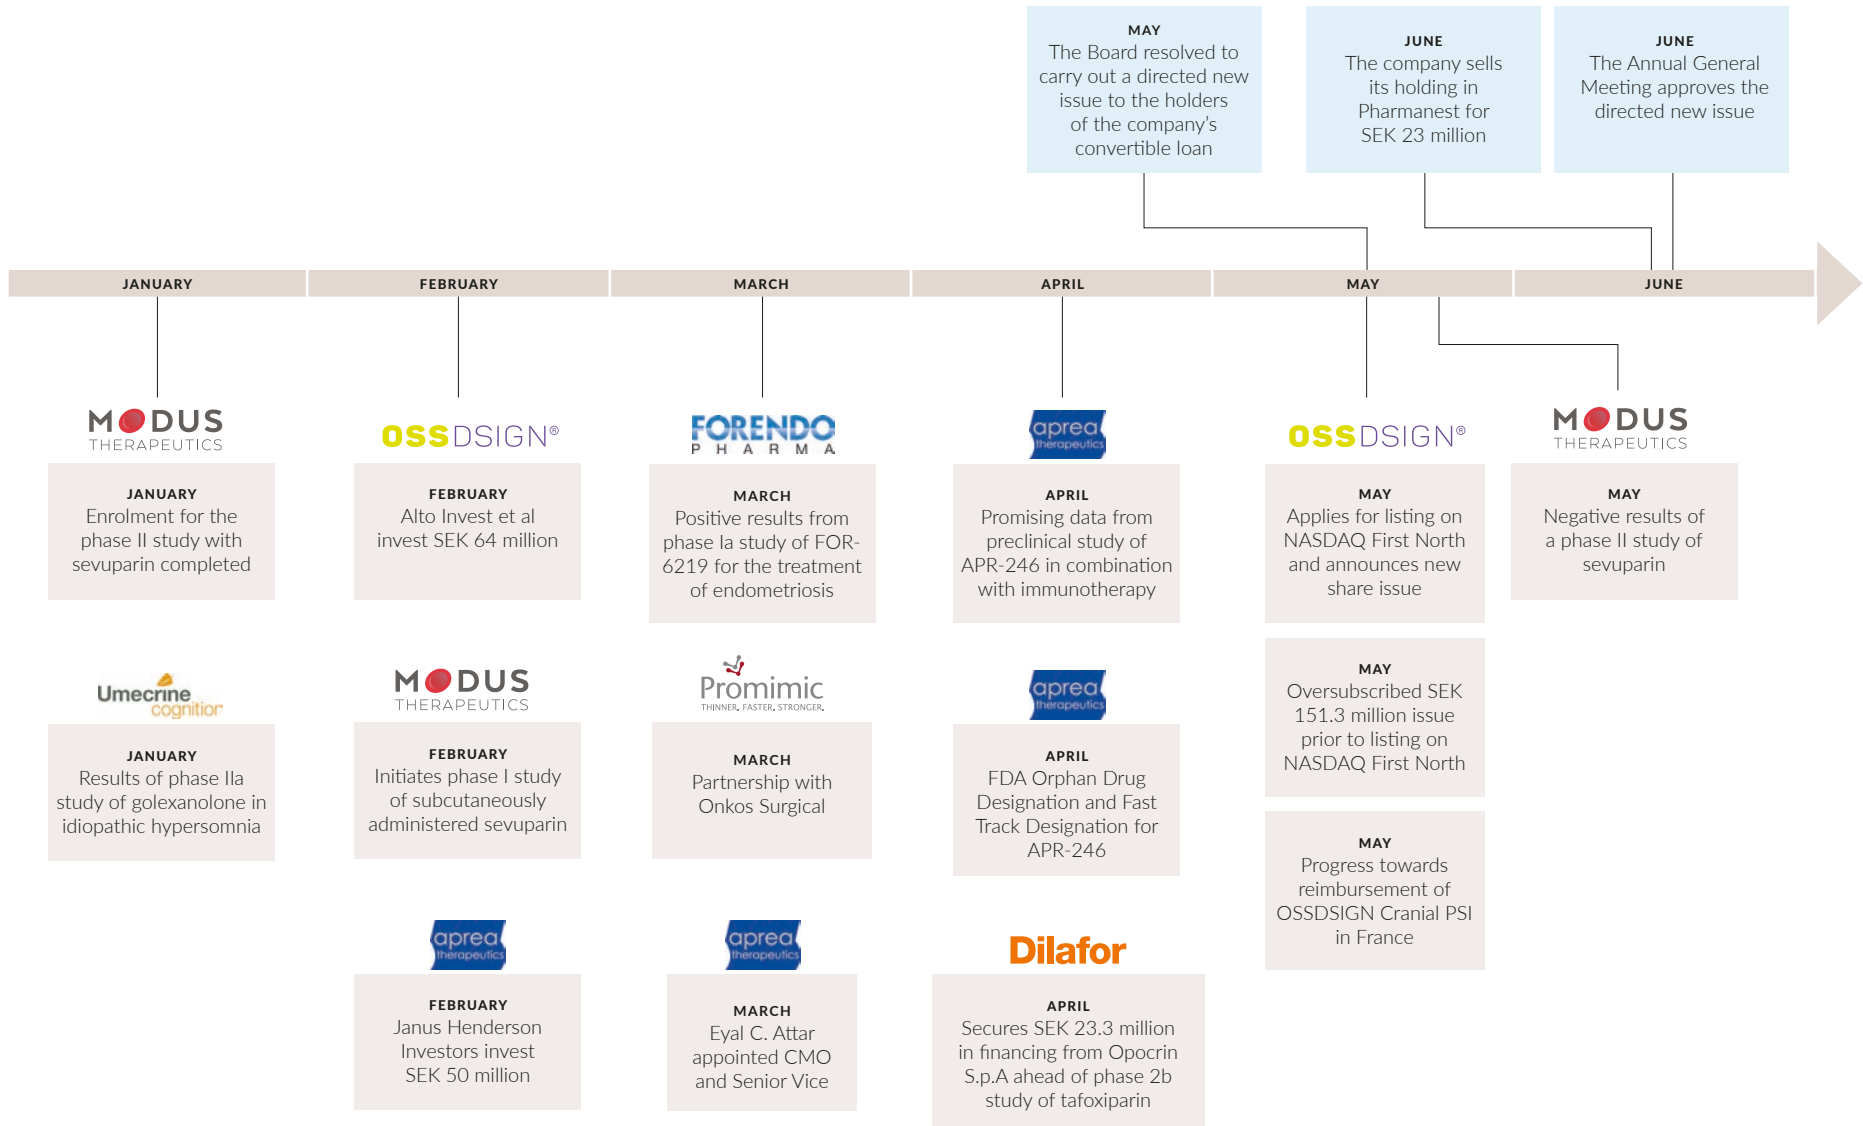 MAY
The Board resolved to
carry out a directed new
issue to the holders
of the company's
convertible loan
JUNE
The company sells
its holding in
Pharmanest for
SEK 23 million
JUNE
The Annual General
Meeting approves the
directed new issue
JANUARY
FEBRUARY
MARCH
APRIL
MAY
JUNE
MODUS
THERAPEUTICS
JANUARY
Enrolment for the
phase II study with
sevuparin completed
Umecrine
cognition
JANUARY
Results of phase IIa
study of golexanolone in
idiopathic hypersomnia
OSSDSIGN®
FEBRUARY
Alto Invest et al
invest SEK 64 million
MODUS
THERAPEUTICS
FEBRUARY
Initiates phase I study
of subcutaneously
administered sevuparin
aprea
therapeutics
FEBRUARY
Janus Henderson
Investors invest
SEK 50 million
FORENDO
PHARMA
MARCH
Positive results from
phase Ia study of FOR-
6219 for the treatment
of endometriosis
Promimic
THINNER. FASTER. STRONGER.
MARCH
Partnership with
Onkos Surgical
aprea
therapeutics
MARCH
Eyal C. Attar
appointed CMO
and Senior Vice
aprea
therapeutics
APRIL
Promising data from
preclinical study of
APR-246 in combination
with immunotherapy
aprea
therapeutics
APRIL
FDA Orphan Drug
Designation and Fast
Track Designation for
APR-246
Dilafor
APRIL
Secures SEK 23.3 million
in financing from Opocrin
S.p.A ahead of phase 2b
study of tafoxiparin
OSSDSIGN®
MAY
Applies for listing on
NASDAQ First North
and announces new
share issue
MAY
Oversubscribed SEK
151.3 million issue
prior to listing on
NASDAQ First North
MAY
Progress towards
reimbursement of
OSSDSIGN Cranial PSI
in France
MODUS
THERAPEUTICS
MAY
Negative results of
a phase II study of
sevuparin